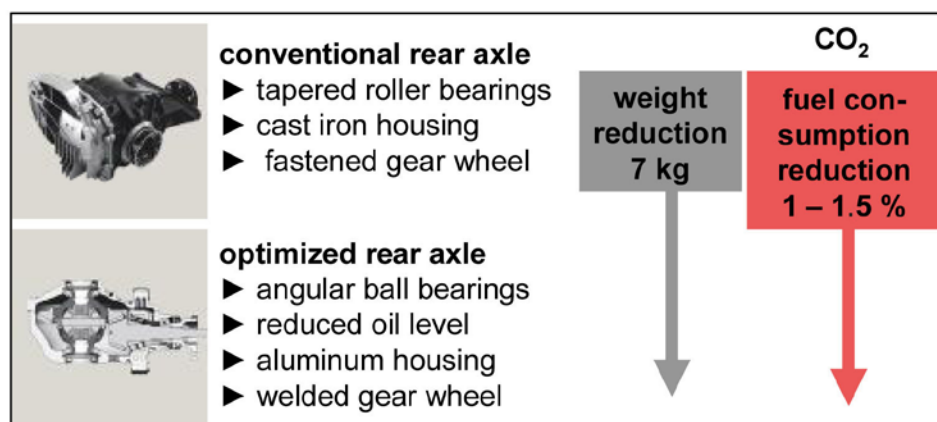 conventional rear axle
► tapered roller bearings
► cast iron housing
► fastened gear wheel
optimized rear axle
► angular ball bearings
► reduced oil level
► aluminum housing
► welded gear wheel
weight
reduction
7 kg
CO₂
fuel con-
sumption
reduction
1 – 1.5 %